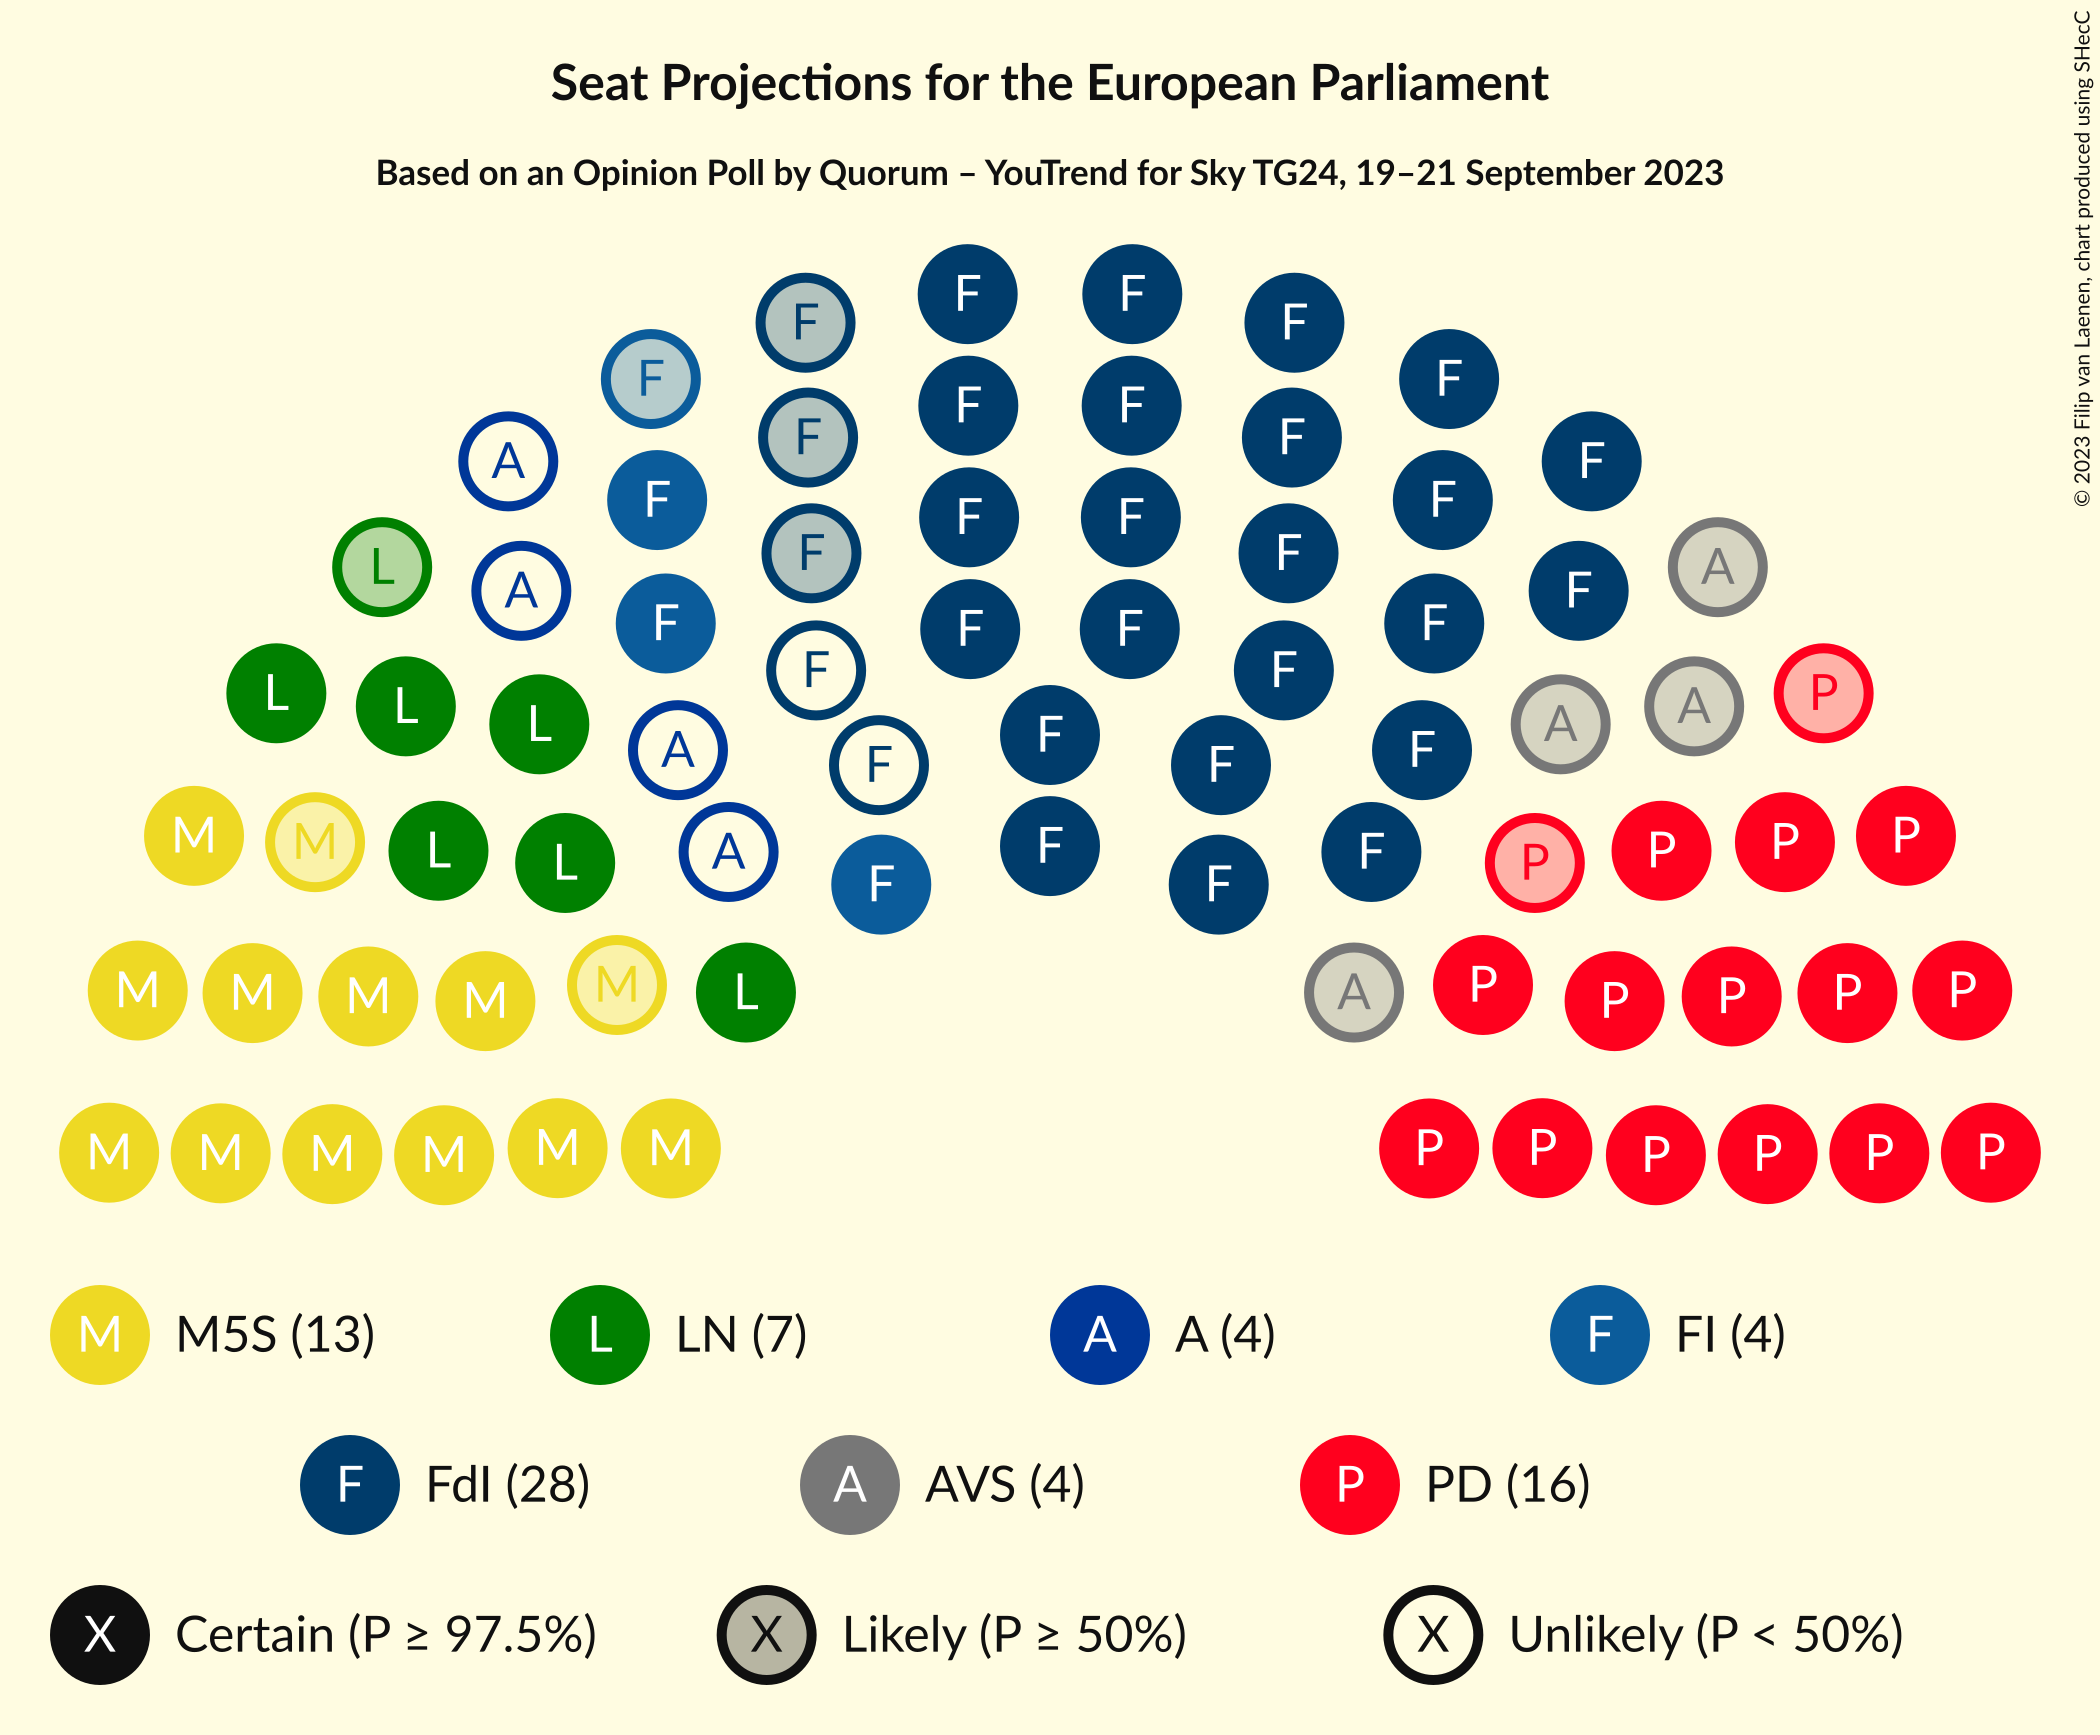 Seat Projections for the European Parliament
Based on an Opinion Poll by Quorum – YouTrend for Sky TG24, 19–21 September 2023
© 2023 Filip van Laenen, chart produced using SHecC
F F
F F
F F
F F
F F
A F F F
F F
L A F A
F F F F
F F
L L A P
L A
F F
A F F F
M M L L A F F F P P P P
F F
M M M M M L A P P P P P
M M M M M M P P P P P P
M M5S (13) L LN (7) A A (4) F FI (4)
F FdI (28) A AVS (4) P PD (16)
X Certain (P ≥ 97.5%) X Likely (P ≥ 50%) X Unlikely (P < 50%)